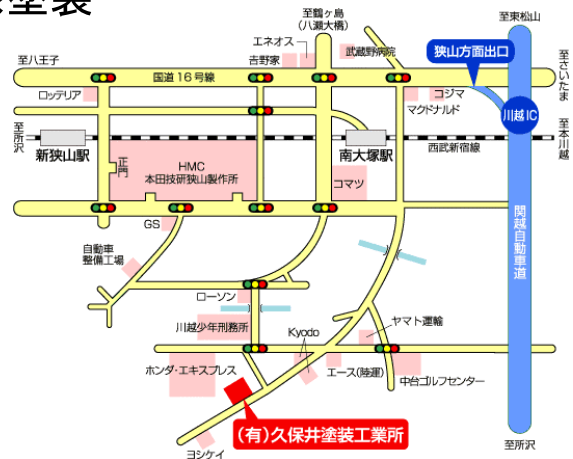 塗装
至鶴ヶ島
(八瀬大橋)
至東松山
エネオス
武蔵野病院
狭山方面出口
至八王子
国道16号線
吉野家
至さいたま
ロッテリア
コジマ
マクドナルド
川越IC
至所沢
新狭山駅
南大塚駅
西武新宿線
至本川越
正門
HMC
本田技研狭山製作所
コマツ
GS
関越自動車道
自動車
整備工場
ローソン
川越少年刑務所
Kyodo
ヤマト運輸
ホンダ・エキスプレス
エース(陸運)
中台ゴルフセンター
(有)久保井塗装工業所
ヨシケイ
至所沢